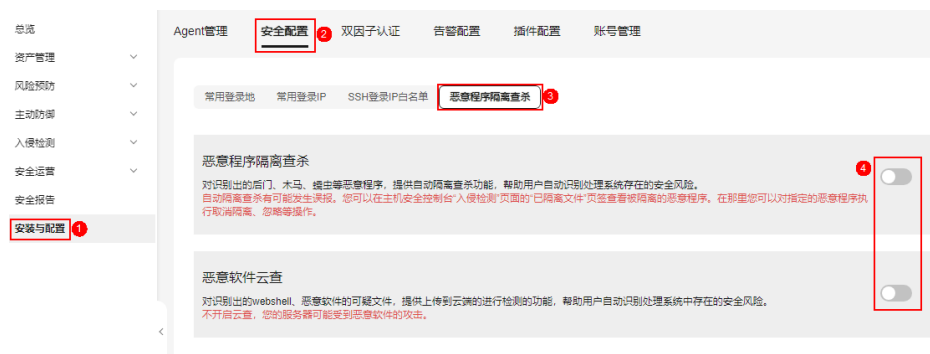 总览
资产管理
风险预防
主动防御
入侵检测
安全运营
安全报告
安装与配置 1
Agent管理 安全配置 2 双因子认证 告警配置 插件配置 账号管理
常用登录地 常用登录IP SSH登录IP白名单 恶意程序隔离查杀 3
恶意程序隔离查杀
对识别出的后门、木马、蠕虫等恶意程序，提供自动隔离查杀功能，帮助用户自动识别处理系统存在的安全风险。
自动隔离查杀有可能发生误报。您可以在主机安全控制台“入侵检测”页面的“已隔离文件”页签查看被隔离的恶意程序。在那里您可以对指定的恶意程序执
行取消隔离、忽略等操作。
4
恶意软件云查
对识别出的webshell、恶意软件的可疑文件，提供上传到云端的进行检测的功能，帮助用户自动识别处理系统中存在的安全风险。
不开启云查，您的服务器可能受到恶意软件的攻击。